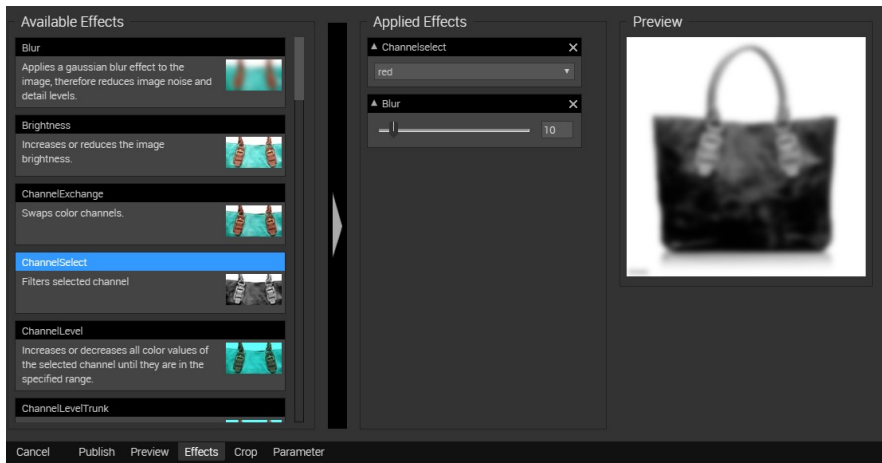 Available Effects
Blur
Applies a gaussian blur effect to the
image, therefore reduces image noise and
detail levels.
Brightness
Increases or reduces the image
brightness.
ChannelExchange
Swaps color channels.
ChannelSelect
Filters selected channel
ChannelLevel
Increases or decreases all color values of
the selected channel until they are in the
specified range.
ChannelLevelTrunk
Applied Effects
Channelselect
red
Blur
10
Preview
Cancel Publish Preview Effects Crop Parameter